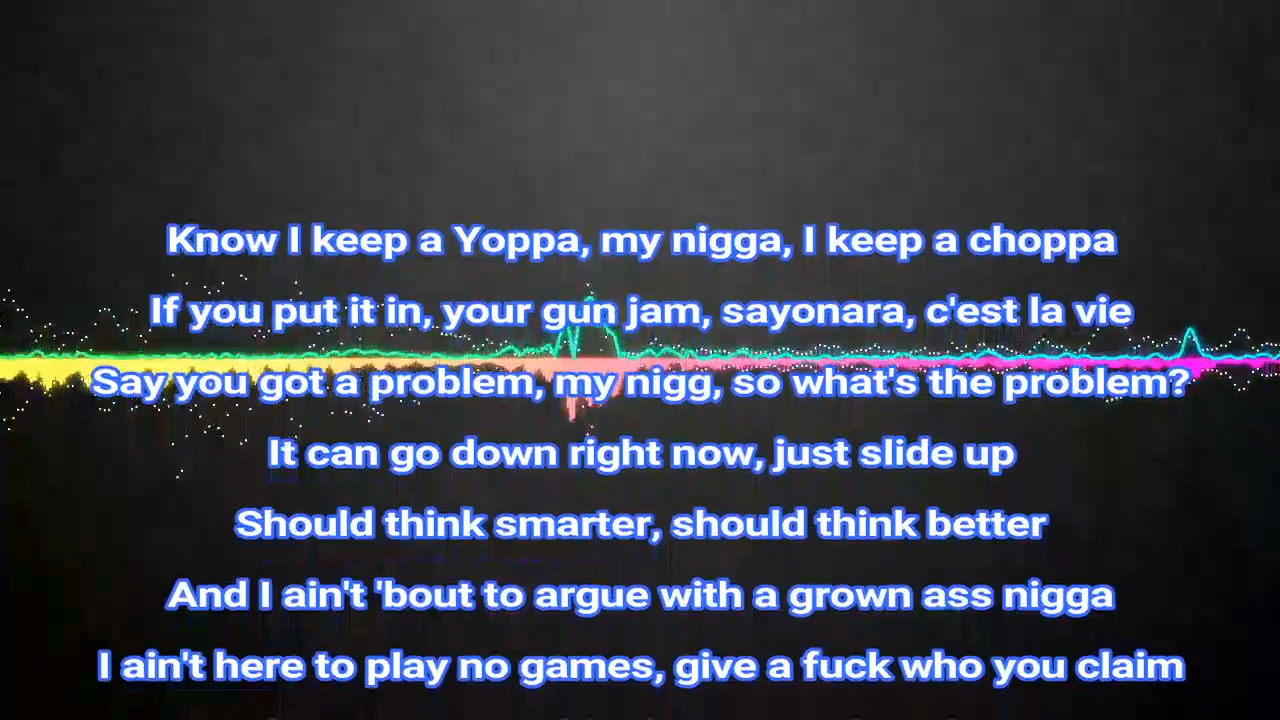 Know I keep a Yoppa, my nigga, I keep a choppa
If you put it in, your gun jam, sayonara, c'est la vie
Say you got a problem, my nigg, so what's the problem?
It can go down right now, just slide up
Should think smarter, should think better
And I ain't 'bout to argue with a grown ass nigga
I ain't here to play no games, give a fuck who you claim